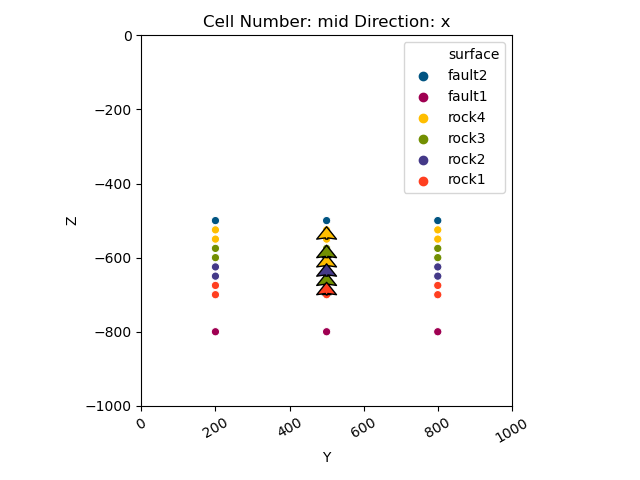 Cell Number: mid Direction: x
surface
fault2
fault1
rock4
rock3
rock2
rock1
0
−200
−400
−600
−800
−1000
Z
0
200
400
600
800
1000
Y